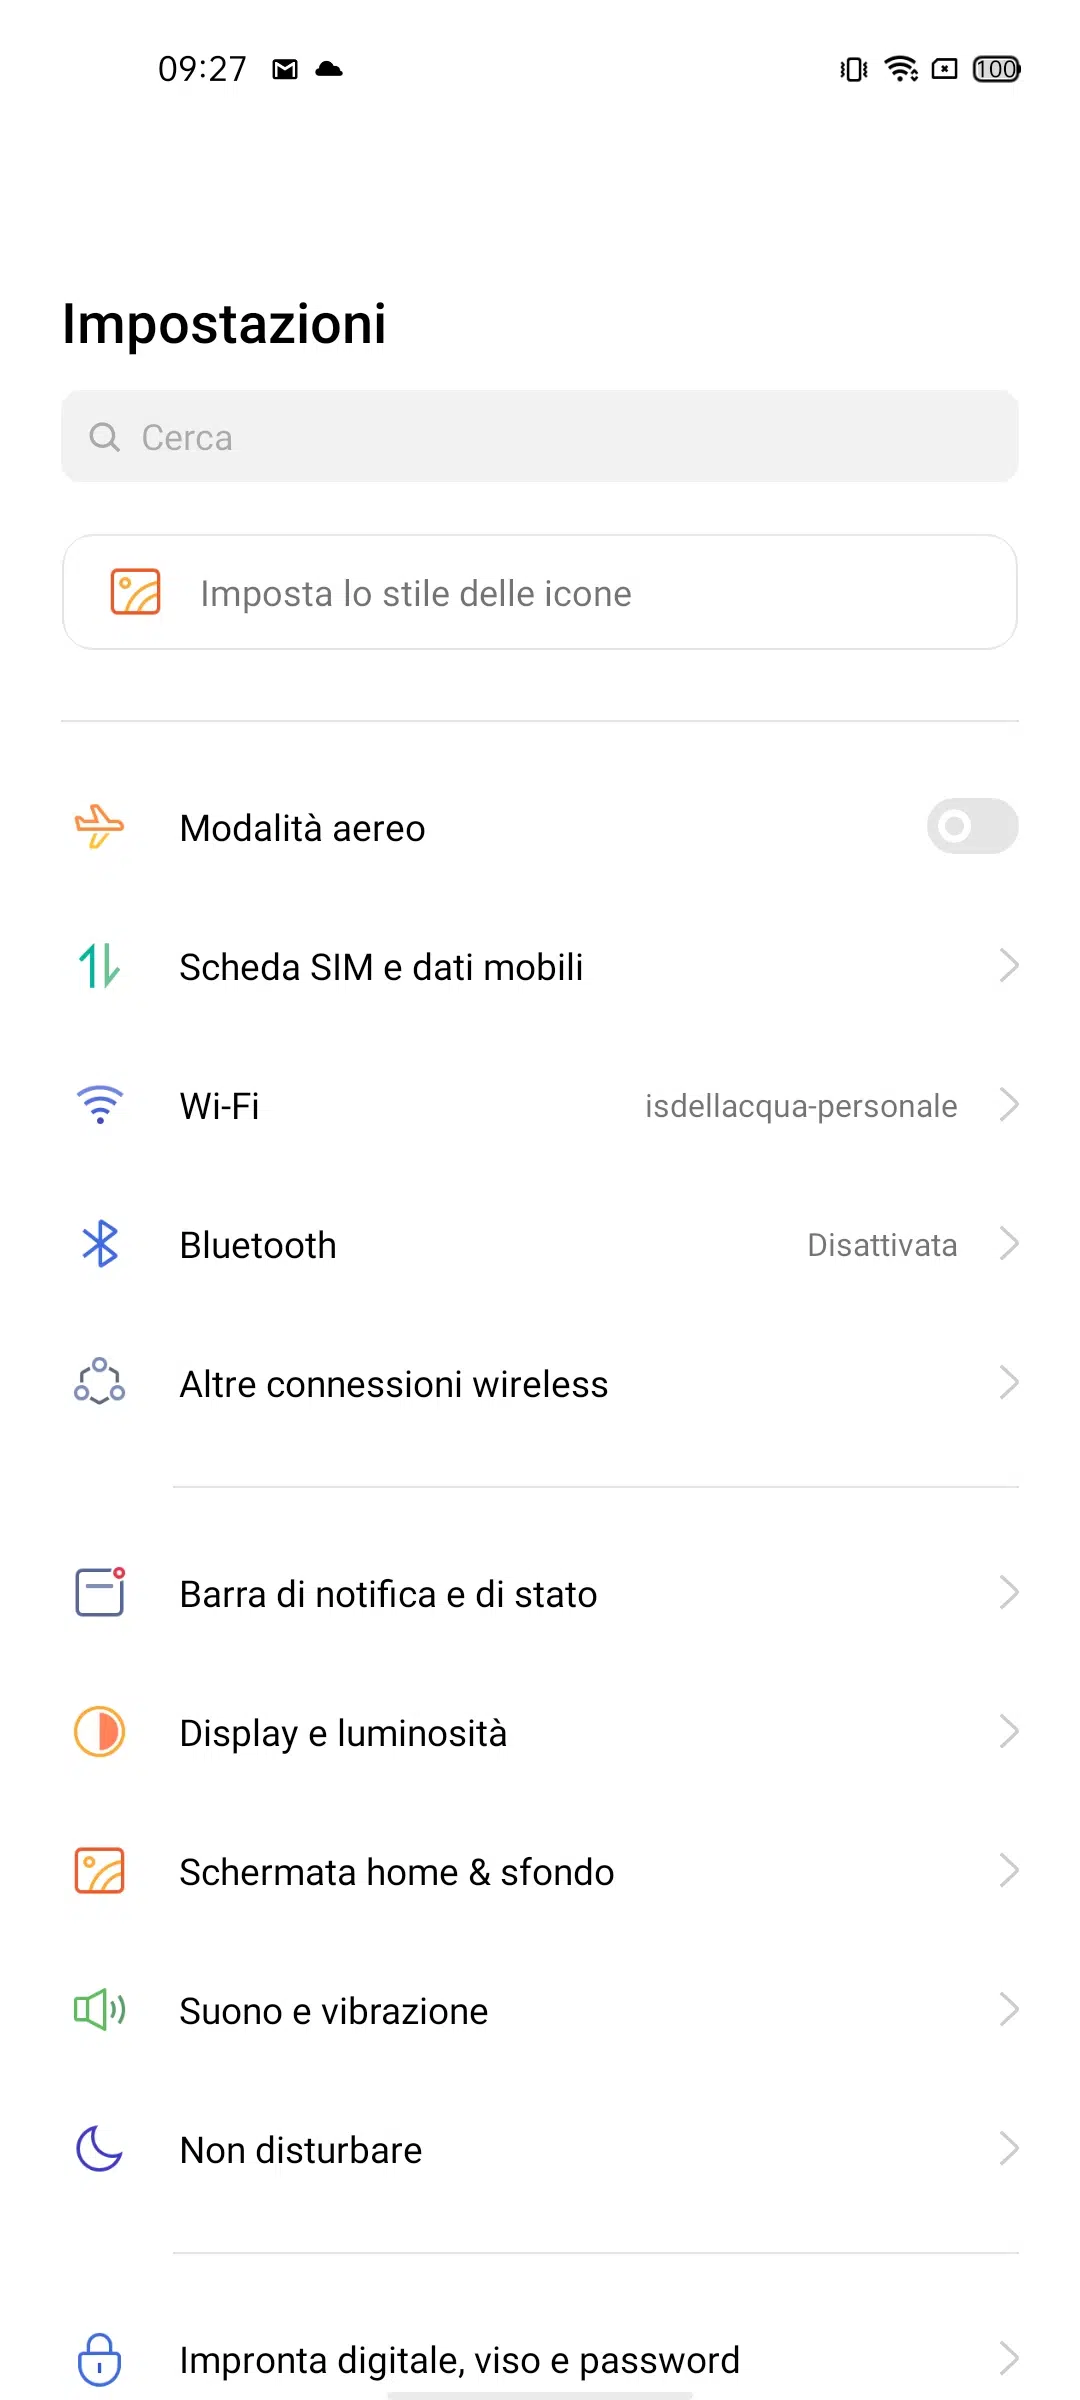 09:27
100
Impostazioni
Cerca
Imposta lo stile delle icone
Modalità aereo
Scheda SIM e dati mobili
Wi-Fi isdellacqua-personale
Bluetooth Disattivata
Altre connessioni wireless
Barra di notifica e di stato
Display e luminosità
Schermata home & sfondo
Suono e vibrazione
Non disturbare
Impronta digitale, viso e password